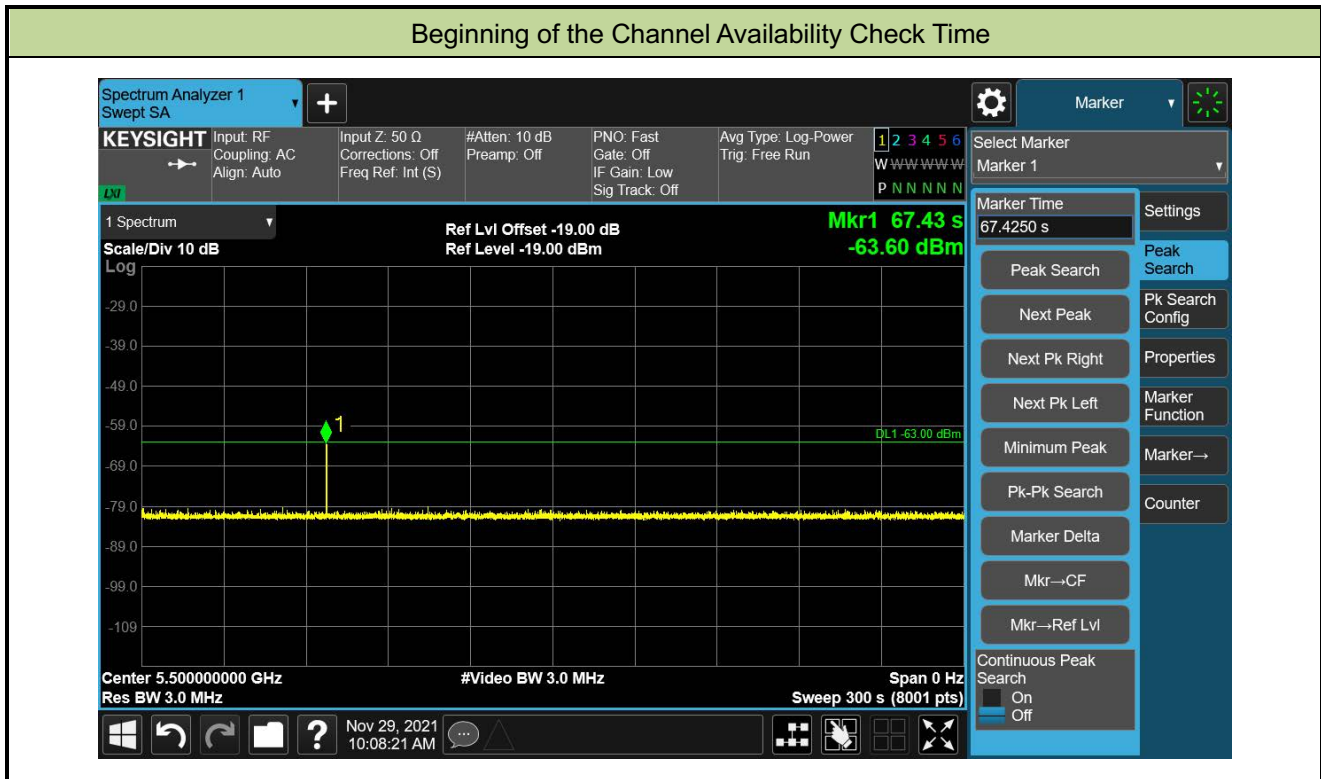 Beginning of the Channel Availability Check Time
Spectrum Analyzer 1
Swept SA
Marker
KEYSIGHT
LXI
Input: RF
Coupling: AC
Align: Auto
Input Z: 50 Ω
Corrections: Off
Freq Ref: Int (S)
#Atten: 10 dB
Preamp: Off
PNO: Fast
Gate: Off
IF Gain: Low
Sig Track: Off
Avg Type: Log-Power
Trig: Free Run
1 2 3 4 5 6
W W W W W W
P N N N N N
Select Marker
Marker 1
1 Spectrum
Scale/Div 10 dB
Log
Ref Lvl Offset -19.00 dB
Ref Level -19.00 dBm
Mkr1 67.43 s
-63.60 dBm
-29.0
-39.0
-49.0
-59.0
-69.0
-79.0
-89.0
-99.0
-109
1
DL1 -63.00 dBm
Center 5.500000000 GHz
Res BW 3.0 MHz
#Video BW 3.0 MHz
Span 0 Hz
Sweep 300 s (8001 pts)
Marker Time
67.4250 s
Peak Search
Next Peak
Next Pk Right
Next Pk Left
Minimum Peak
Pk-Pk Search
Marker Delta
Mkr→CF
Mkr→Ref Lvl
Continuous Peak
Search
On
Off
Settings
Peak
Search
Pk Search
Config
Properties
Marker
Function
Marker→
Counter
?
Nov 29, 2021
10:08:21 AM